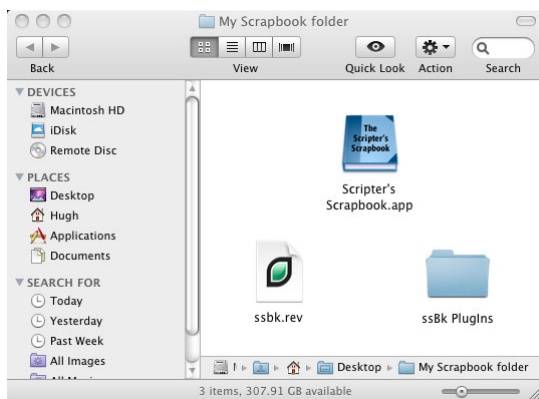 My Scrapbook folder
Back
View
Quick Look
Action
Search
DEVICES
Macintosh HD
iDisk
Remote Disc
PLACES
Desktop
Hugh
Applications
Documents
SEARCH FOR
Today
Yesterday
Past Week
All Images
The
Scripter's
Scrapbook
Scripter's
Scrapbook.app
ssbk.rev
ssBk PlugIns
Desktop
My Scrapbook folder
3 items, 307.91 GB available